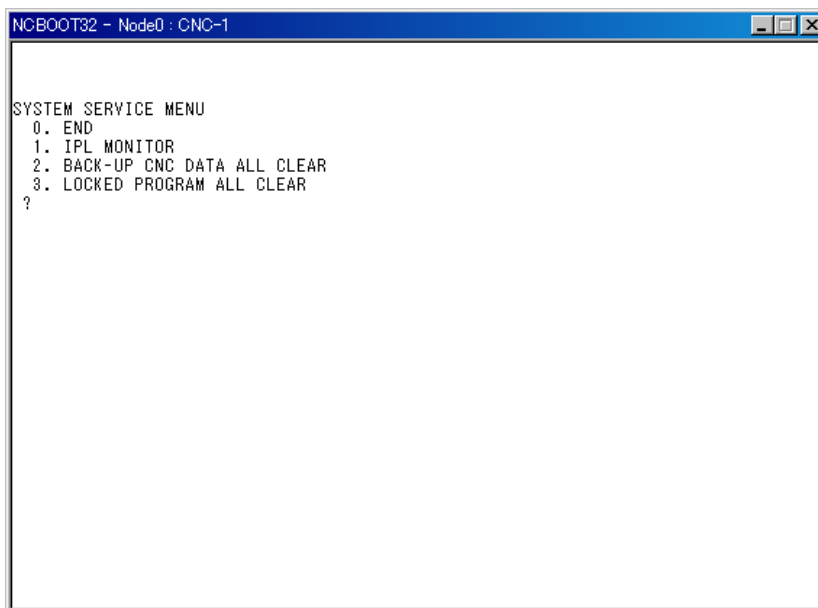 NCBOOT32 - Node0 : CNC-1
SYSTEM SERVICE MENU
0. END
1. IPL MONITOR
2. BACK-UP CNC DATA ALL CLEAR
3. LOCKED PROGRAM ALL CLEAR
?